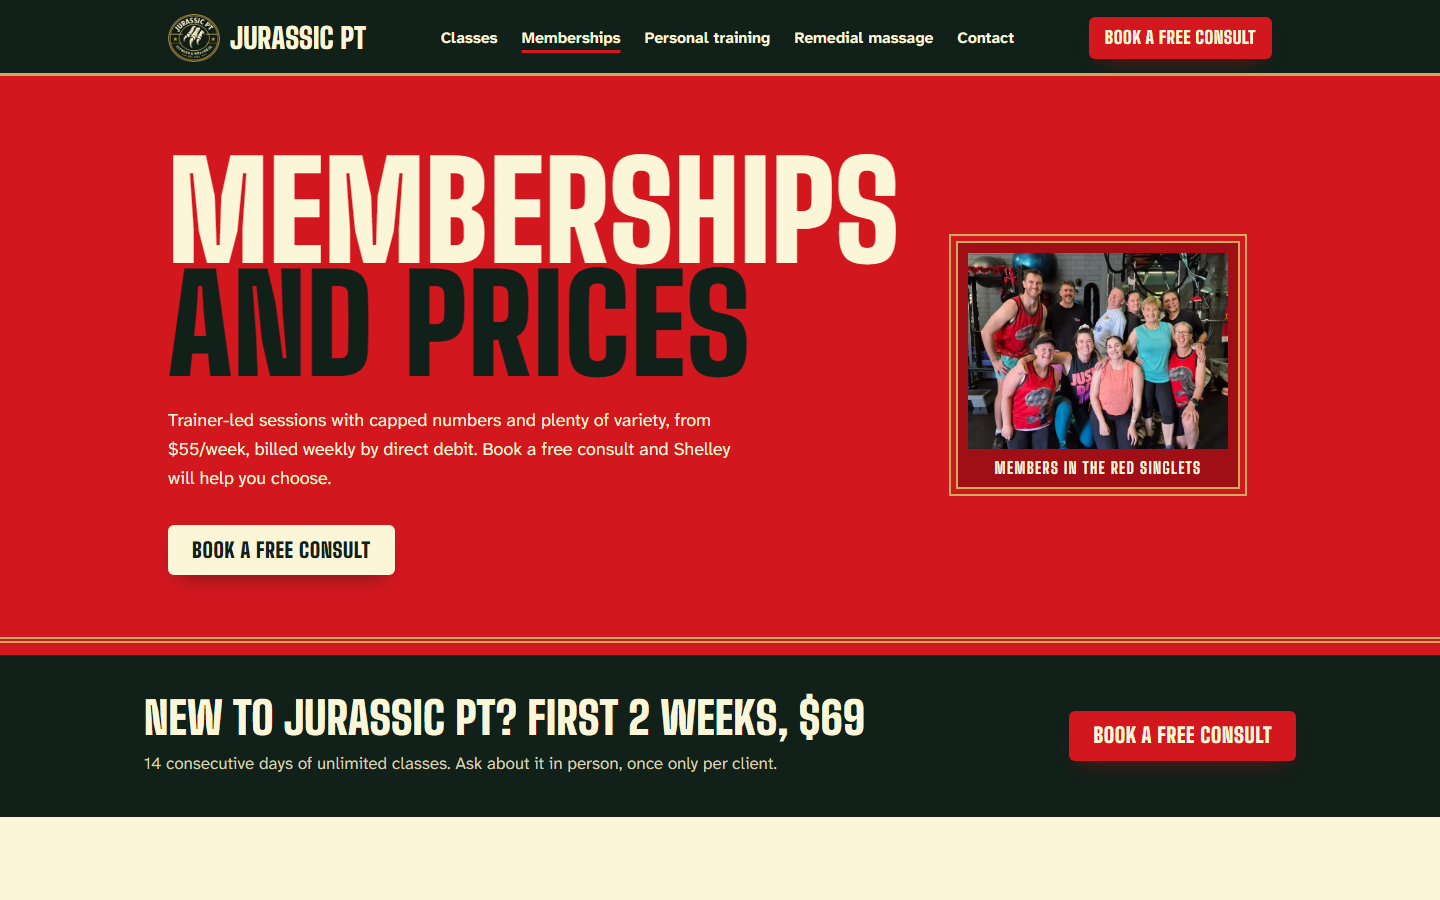 JURASSIC PT
JURASSIC PT
Classes
Memberships
Personal training
Remedial massage
Contact
BOOK A FREE CONSULT
MEMBERSHIPS
AND PRICES
Trainer-led sessions with capped numbers and plenty of variety, from
$55/week, billed weekly by direct debit. Book a free consult and Shelley
will help you choose.
BOOK A FREE CONSULT
MEMBERS IN THE RED SINGLETS
NEW TO JURASSIC PT? FIRST 2 WEEKS, $69
14 consecutive days of unlimited classes. Ask about it in person, once only per client.
BOOK A FREE CONSULT